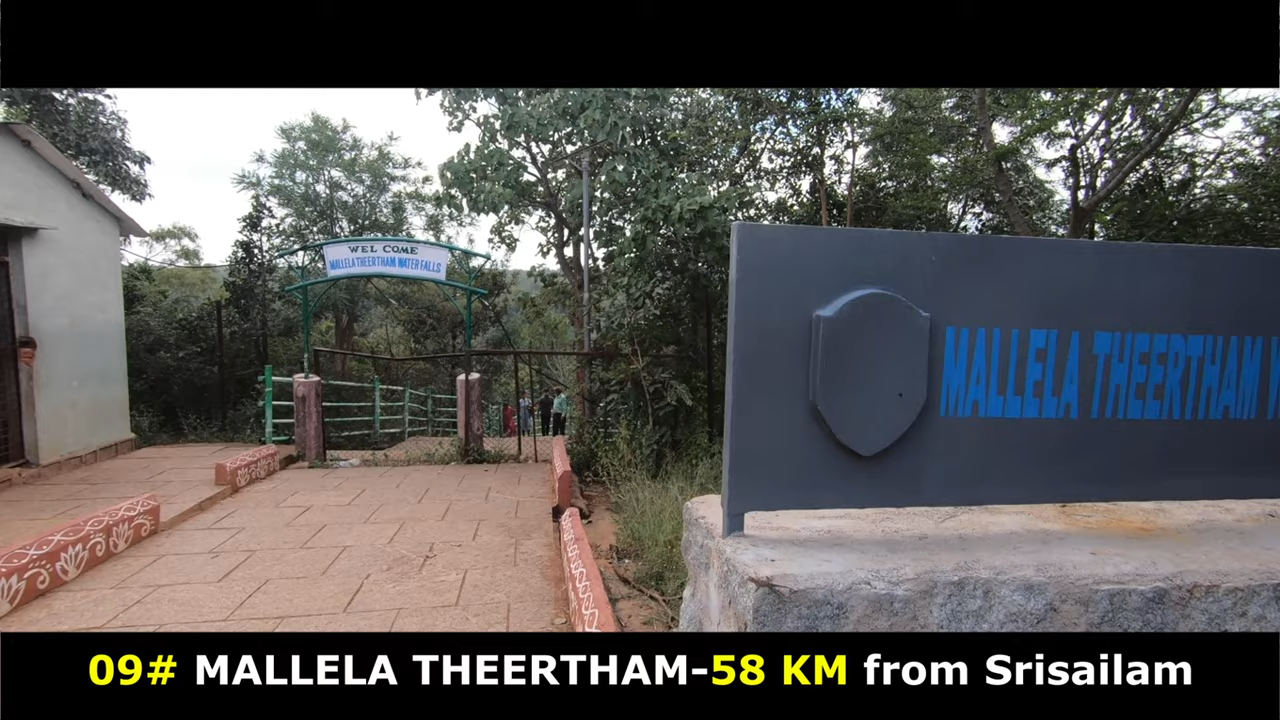 WEL COME
MALLELA THEERTHAM WATER FALLS
MALLELA THEERTHAM
09# MALLELA THEERTHAM-58 KM from Srisailam